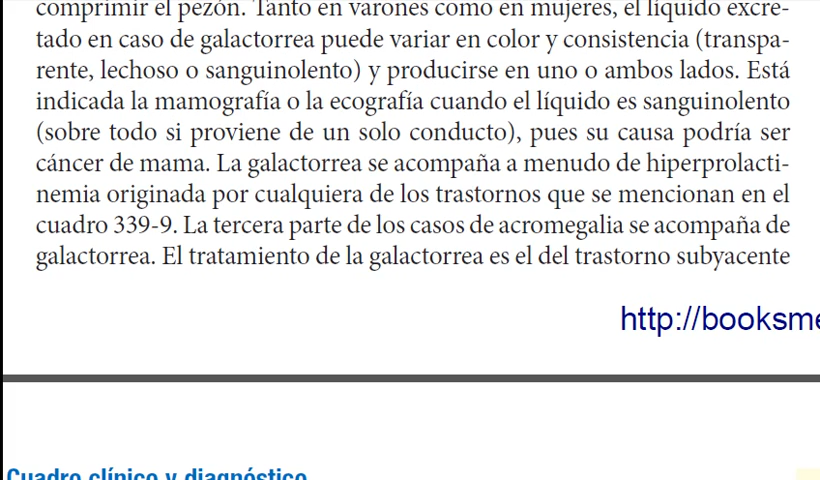 comprimir el pezón. Tanto en varones como en mujeres, el líquido excre-
tado en caso de galactorrea puede variar en color y consistencia (transpa-
rente, lechoso o sanguinolento) y producirse en uno o ambos lados. Está
indicada la mamografía o la ecografía cuando el líquido es sanguinolento
(sobre todo si proviene de un solo conducto), pues su causa podría ser
cáncer de mama. La galactorrea se acompaña a menudo de hiperprolacti-
nemia originada por cualquiera de los trastornos que se mencionan en el
cuadro 339-9. La tercera parte de los casos de acromegalia se acompaña de
galactorrea. El tratamiento de la galactorrea es el del trastorno subyacente
http://booksme
Cuadro clínico y diagnóstico